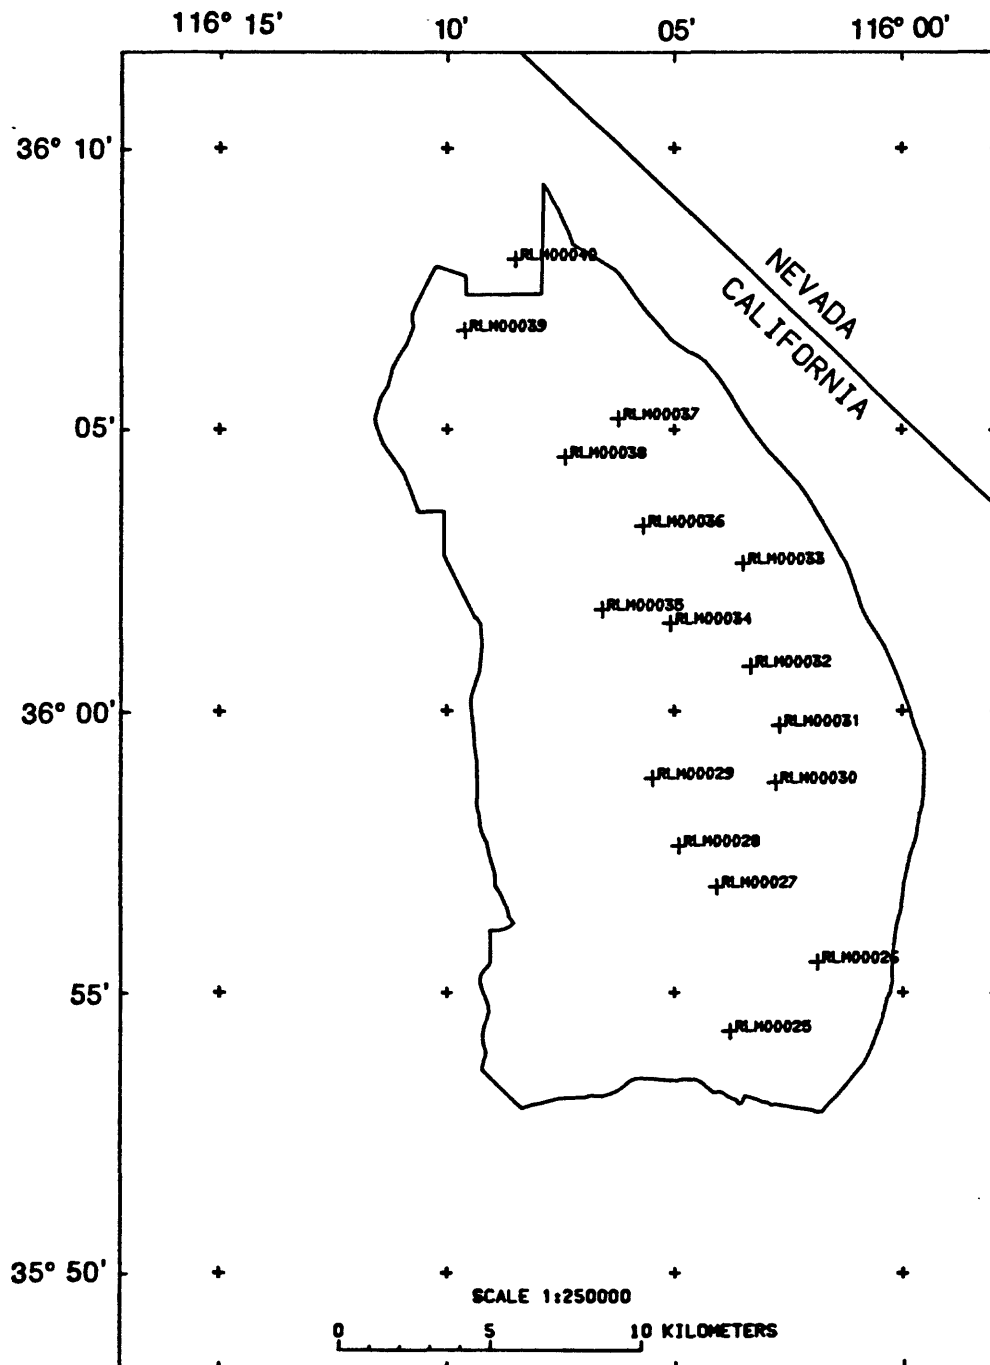 116° 15' 10' 05' 116° 00'
36° 10'
NEVADA
CALIFORNIA
RLM00040
RLM00039
RLM00037
05'
RLM00038
RLM00036
RLM00033
RLM00035
RLM00034
RLM00032
36° 00'
RLM00031
RLM00029
RLM00030
RLM00028
RLM00027
RLM00026
55'
RLM00025
35° 50'
SCALE 1:250000
0 5 10 KILOMETERS